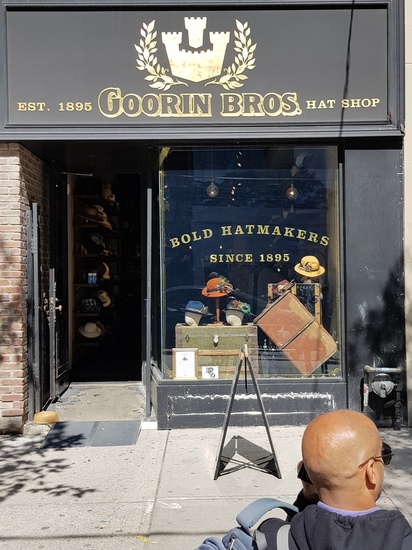 EST. 1895 GOORIN BROS. HAT SHOP
BOLD HATMAKERS
SINCE 1895